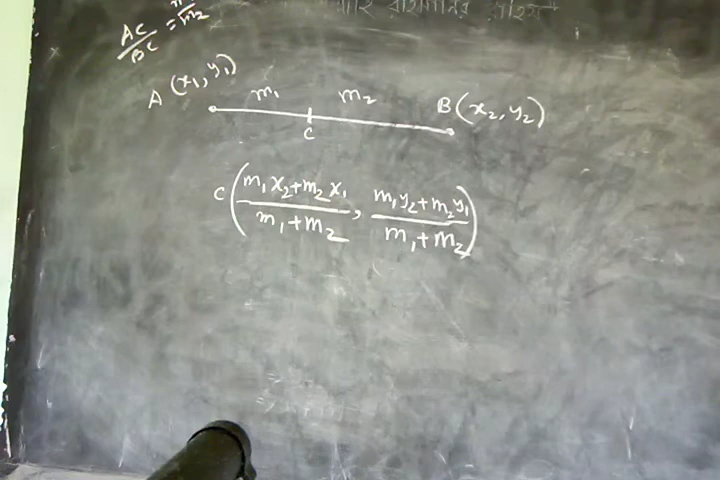 AC/BC = m₁/m₂
A (x₁, y₁) m₁ m₂ B(x₂, y₂)
C
C (m₁x₂+m₂x₁/m₁+m₂, m₁y₂+m₂y₁/m₁+m₂)